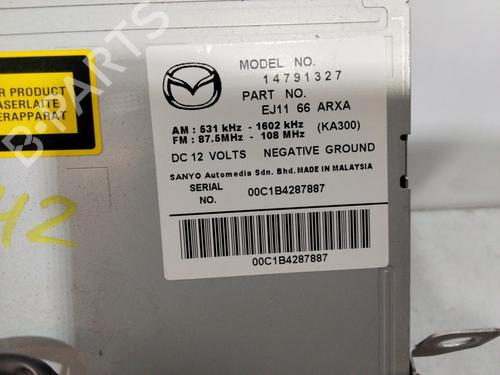 R PRODUCT
ASERLAITE
ERAPPARAT
MODEL NO.
14791327
PART NO.
EJ11 66 ARXA
AM : 531 kHz - 1602 kHz (KA300)
FM : 87.5MHz - 108 MHz
DC 12 VOLTS NEGATIVE GROUND
SANYO Automedia Sdn. Bhd. MADE IN MALAYSIA
SERIAL NO. 00C1B4287887
00C1B4287887
B-PARTS